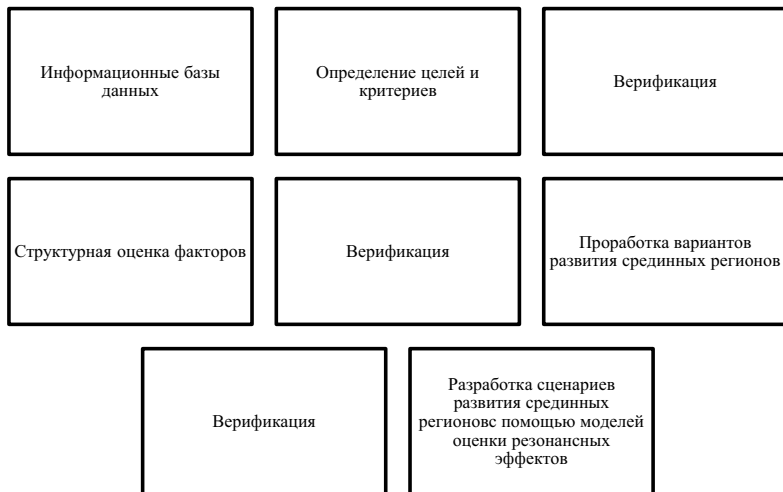 Информационные базы
данных
Определение целей и
критериев
Верификация
Структурная оценка факторов
Верификация
Проработка вариантов
развития срединных регионов
Верификация
Разработка сценариев
развития срединных
регионовс помощью моделей
оценки резонансных
эффектов